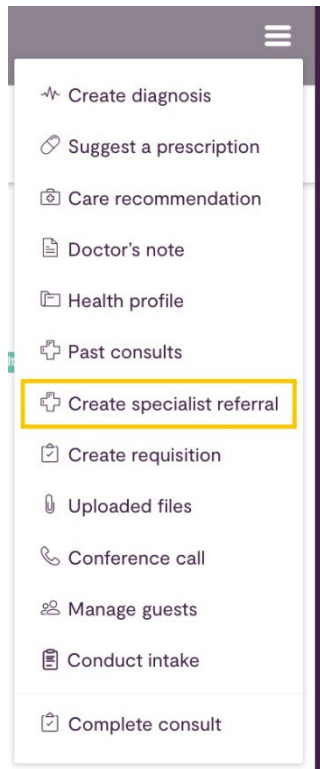 Create diagnosis
Suggest a prescription
Care recommendation
Doctor's note
Health profile
Past consults
Create specialist referral
Create requisition
Uploaded files
Conference call
Manage guests
Conduct intake
Complete consult